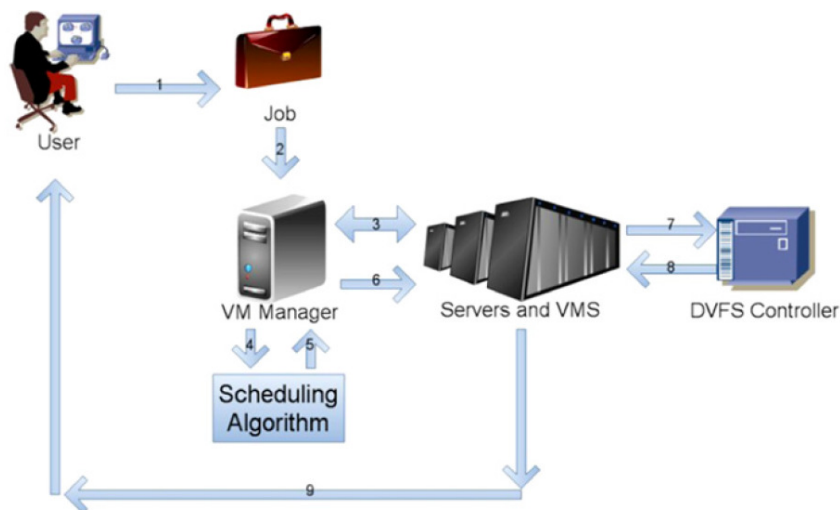 1
User
Job
2
3
7
6
8
VM Manager
Servers and VMS
DVFS Controller
4
5
Scheduling
Algorithm
9